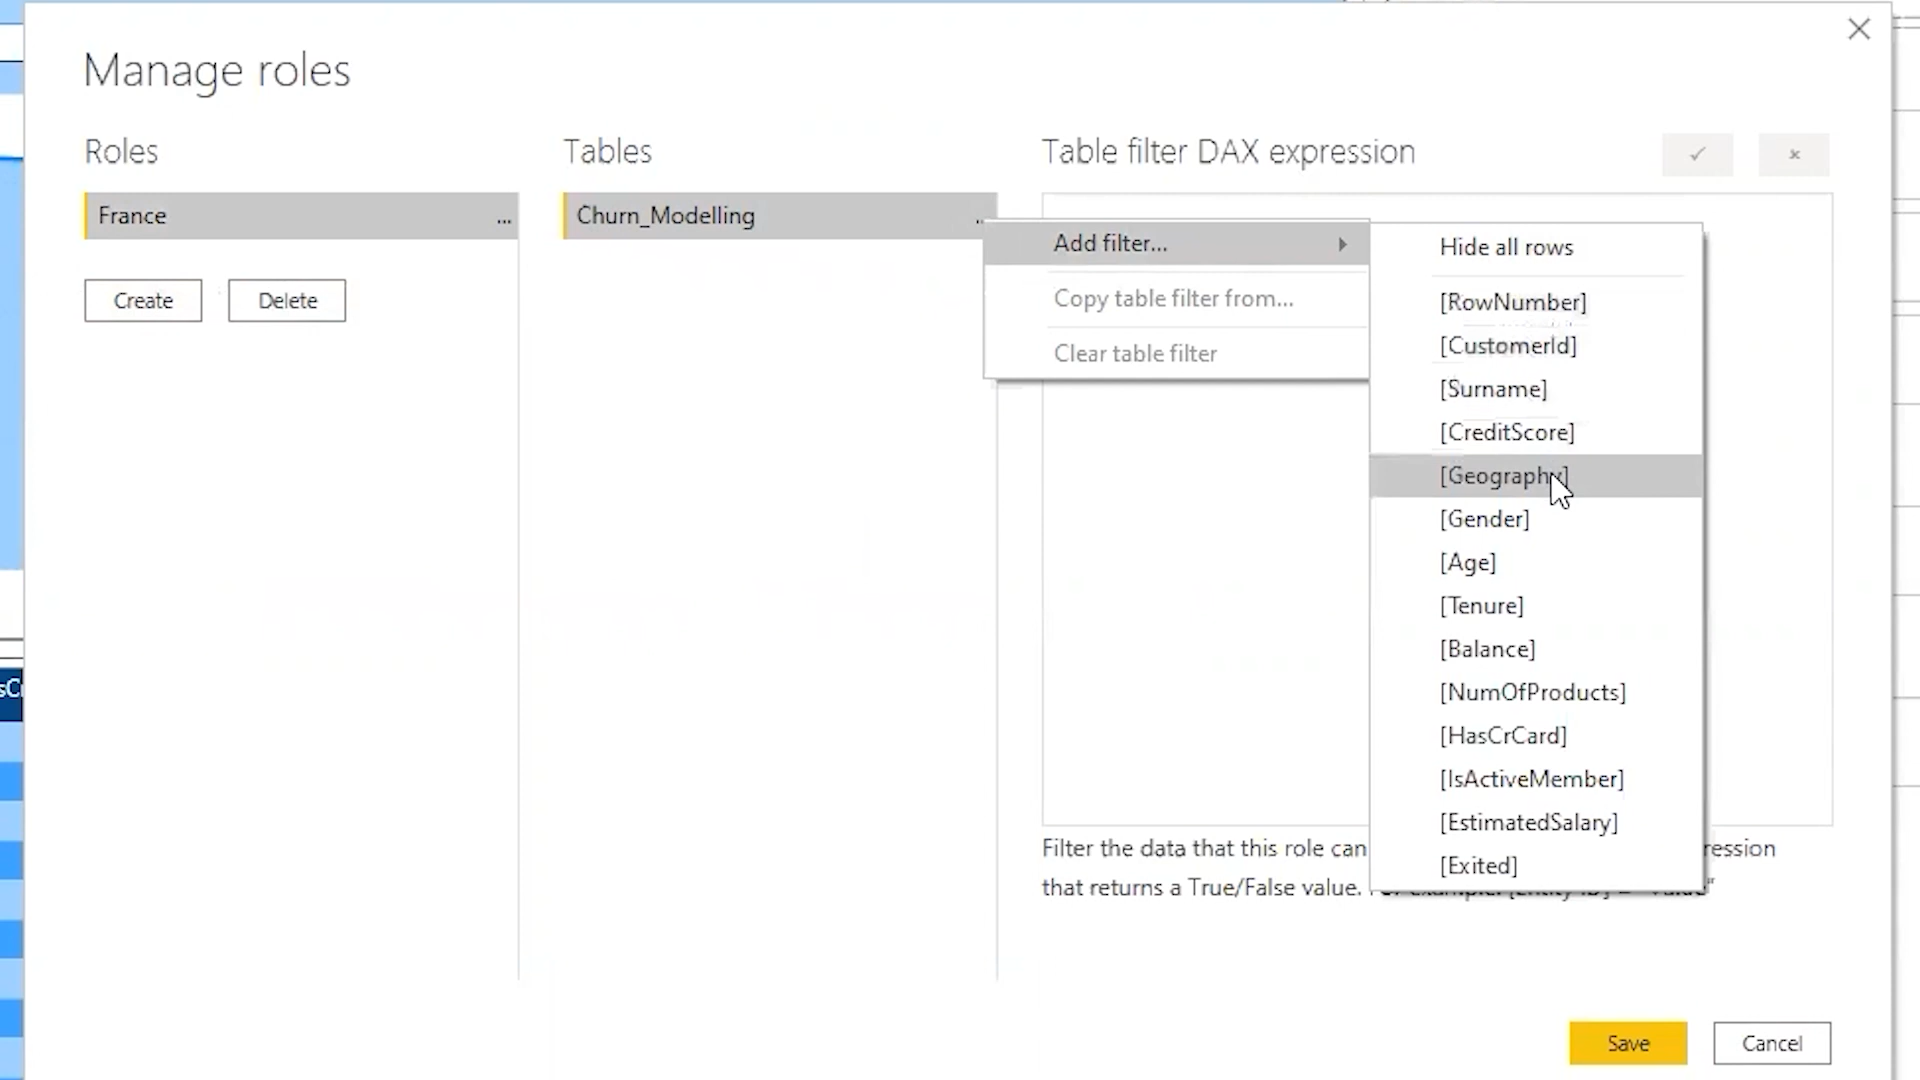 Manage roles
Roles
Tables
Table filter DAX expression
France
...
Churn_Modelling
Create
Delete
Add filter...
Copy table filter from...
Clear table filter
Hide all rows
[RowNumber]
[CustomerId]
[Surname]
[CreditScore]
[Geography]
[Gender]
[Age]
[Tenure]
[Balance]
[NumOfProducts]
[HasCrCard]
[IsActiveMember]
[EstimatedSalary]
[Exited]
Filter the data that this role can
ression
that returns a True/False value.
Save
Cancel